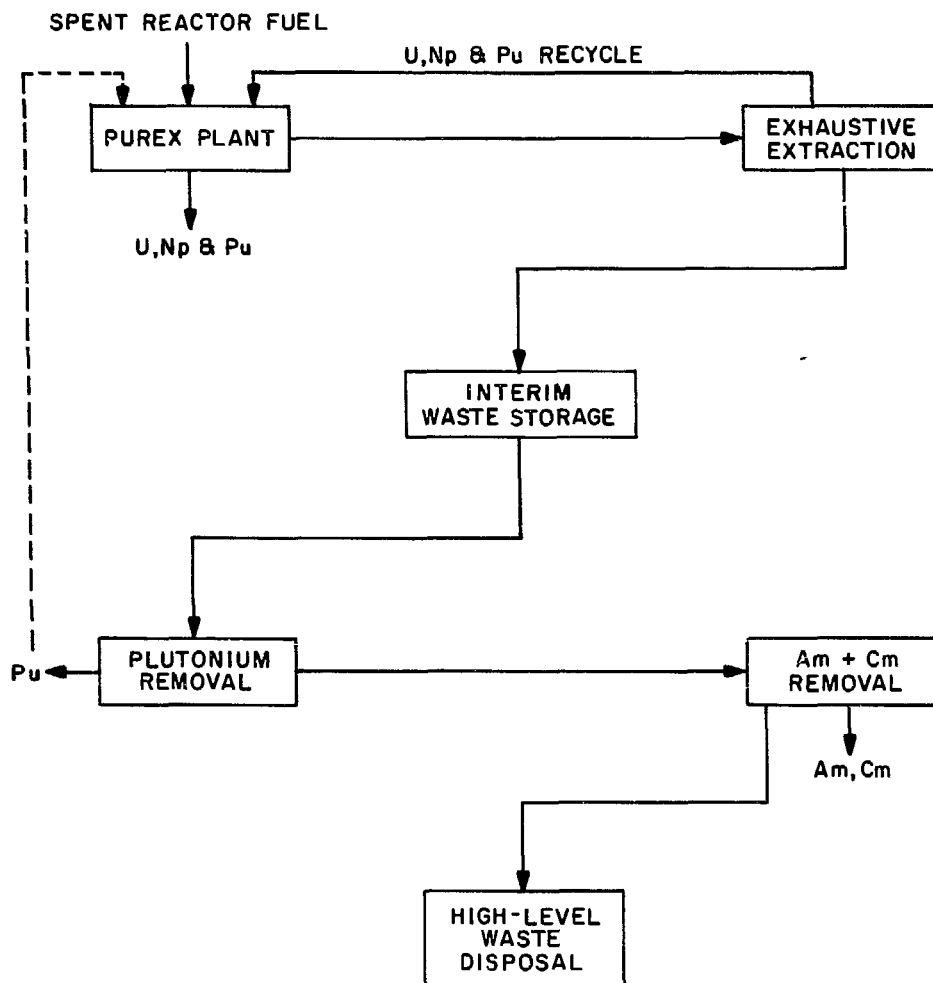 SPENT REACTOR FUEL
U,Np & Pu RECYCLE
PUREX PLANT
EXHAUSTIVE
EXTRACTION
U,Np & Pu
INTERIM
WASTE STORAGE
Pu
PLUTONIUM
REMOVAL
Am + Cm
REMOVAL
Am, Cm
HIGH-LEVEL
WASTE
DISPOSAL